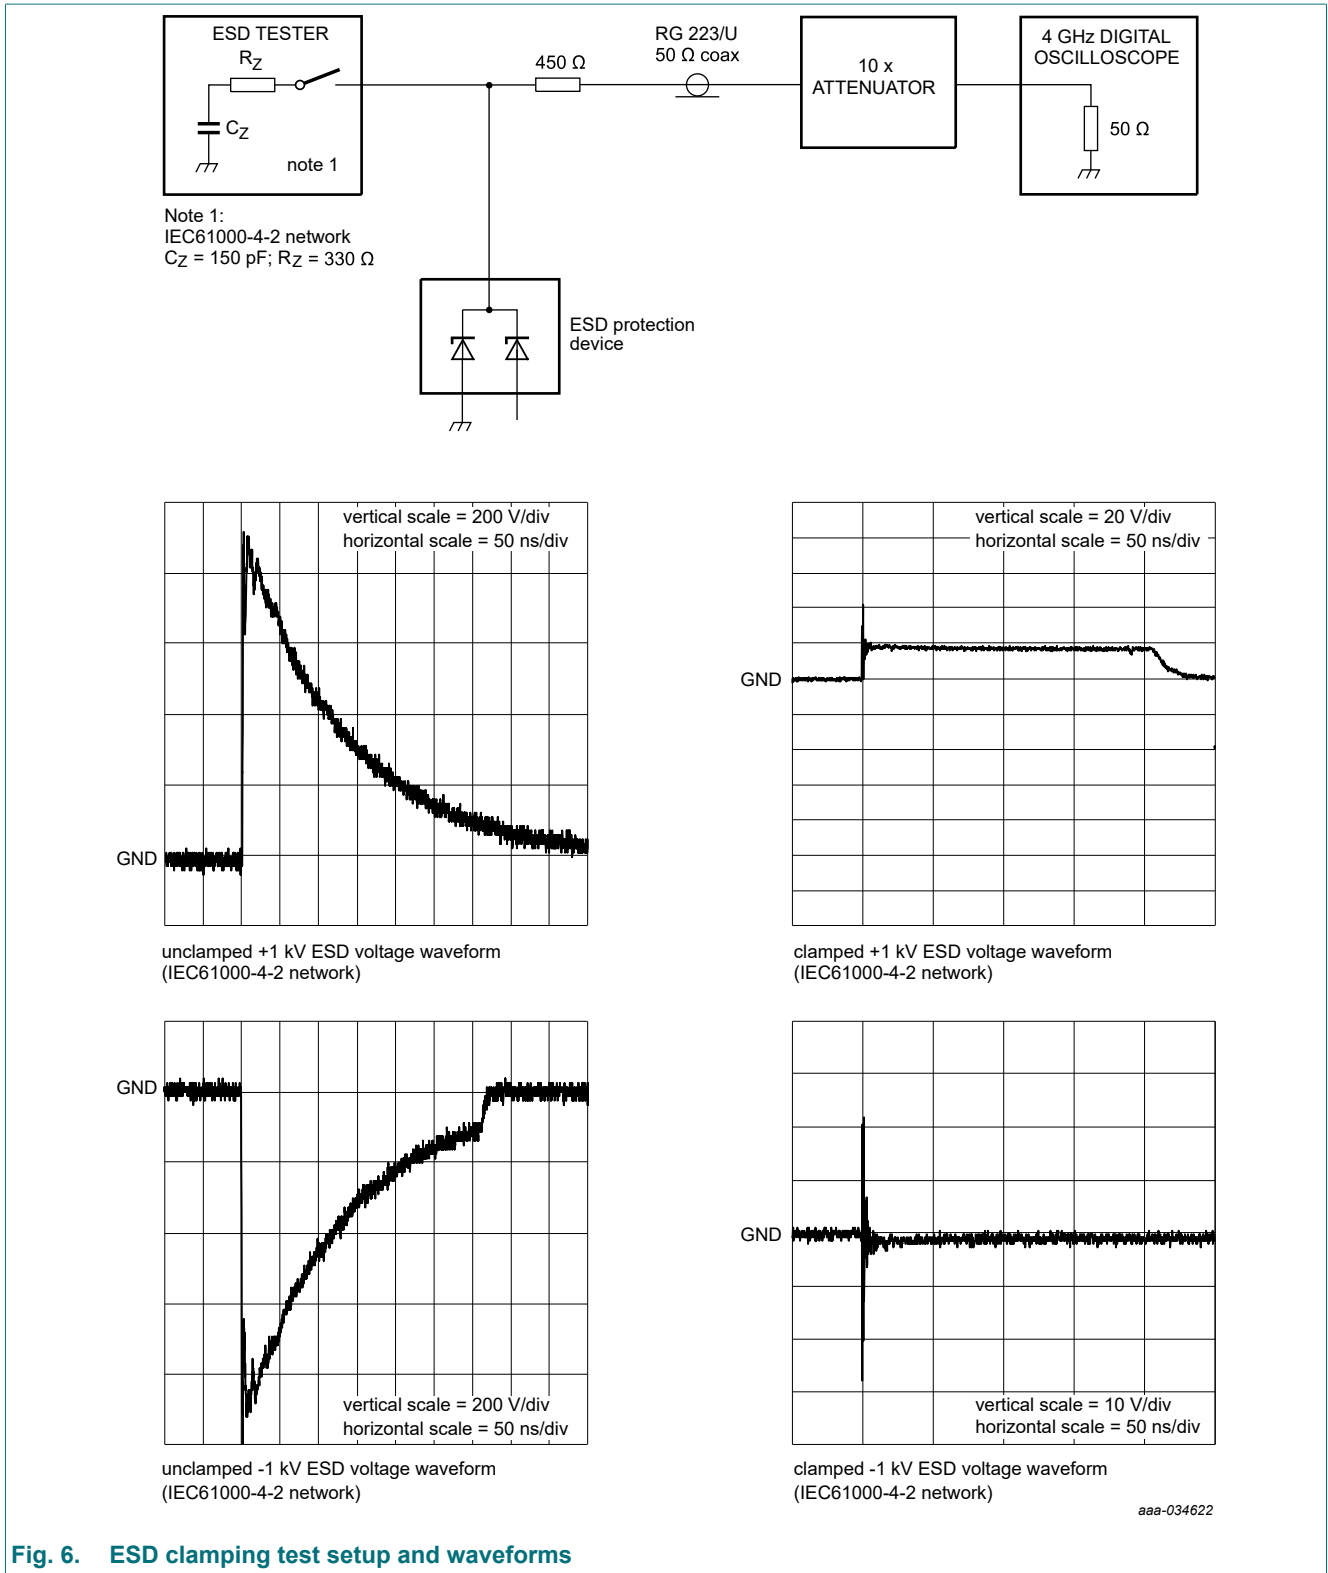 ESD TESTER
RZ
CZ
note 1
450 Ω
RG 223/U
50 Ω coax
10 x
ATTENUATOR
4 GHz DIGITAL
OSCILLOSCOPE
50 Ω
Note 1:
IEC61000-4-2 network
CZ = 150 pF; RZ = 330 Ω
ESD protection
device
vertical scale = 200 V/div
horizontal scale = 50 ns/div
GND
unclamped +1 kV ESD voltage waveform
(IEC61000-4-2 network)
vertical scale = 20 V/div
horizontal scale = 50 ns/div
GND
clamped +1 kV ESD voltage waveform
(IEC61000-4-2 network)
GND
vertical scale = 200 V/div
horizontal scale = 50 ns/div
unclamped -1 kV ESD voltage waveform
(IEC61000-4-2 network)
GND
vertical scale = 10 V/div
horizontal scale = 50 ns/div
clamped -1 kV ESD voltage waveform
(IEC61000-4-2 network)
aaa-034622
Fig. 6. ESD clamping test setup and waveforms